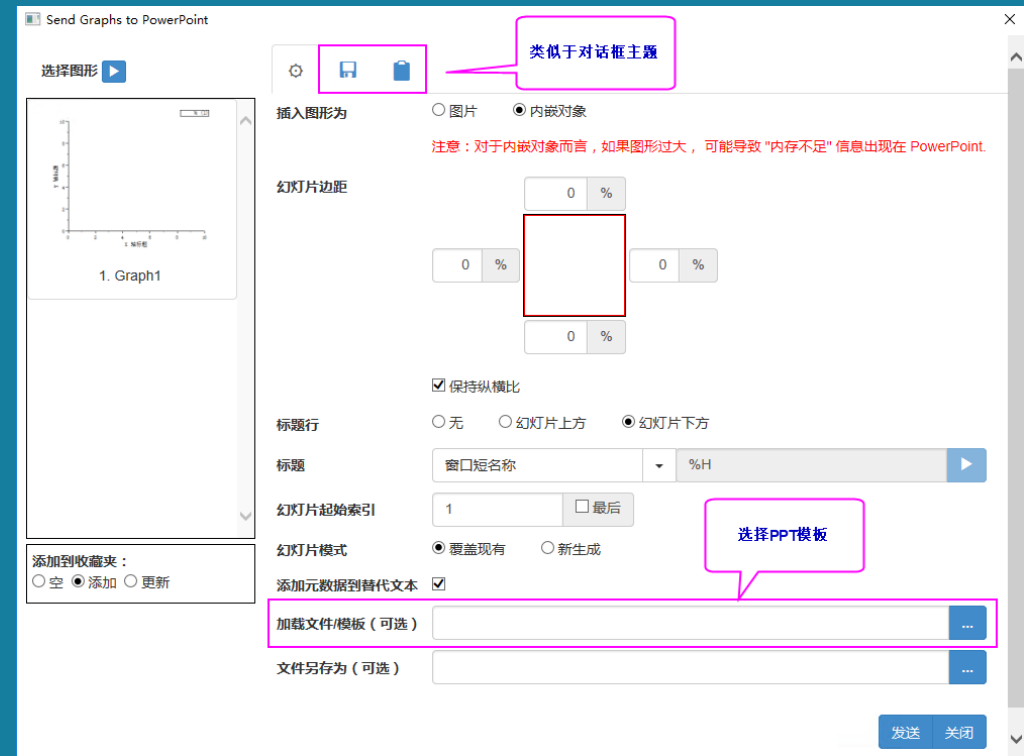 Send Graphs to PowerPoint
选择图形
类似于对话框主题
1. Graph1
插入图形为
图片 内嵌对象
注意：对于内嵌对象而言，如果图形过大， 可能导致 "内存不足" 信息出现在 PowerPoint.
幻灯片边距
0 %
0 % 0 %
0 %
保持纵横比
标题行
无 幻灯片上方 幻灯片下方
标题
窗口短名称 %H
幻灯片起始索引
1 最后
选择PPT模板
幻灯片模式
覆盖现有 新生成
添加元数据到替代文本
添加到收藏夹：
空 添加 更新
加载文件/模板（可选） ...
文件另存为（可选） ...
发送 关闭